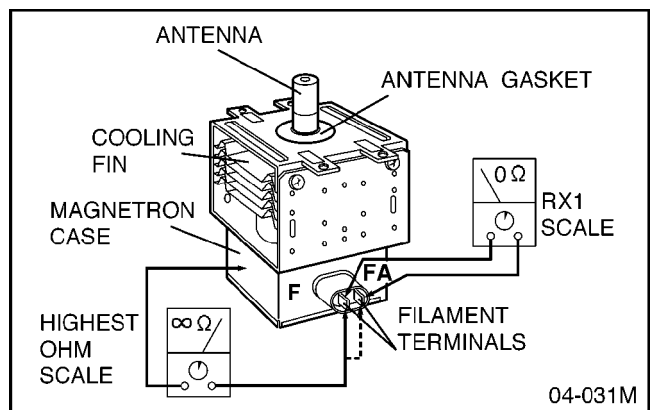 ANTENNA
ANTENNA GASKET
COOLING
FIN
MAGNETRON
CASE
0 Ω
RX1
SCALE
F
FA
HIGHEST
OHM
SCALE
∞ Ω
FILAMENT
TERMINALS
04-031M